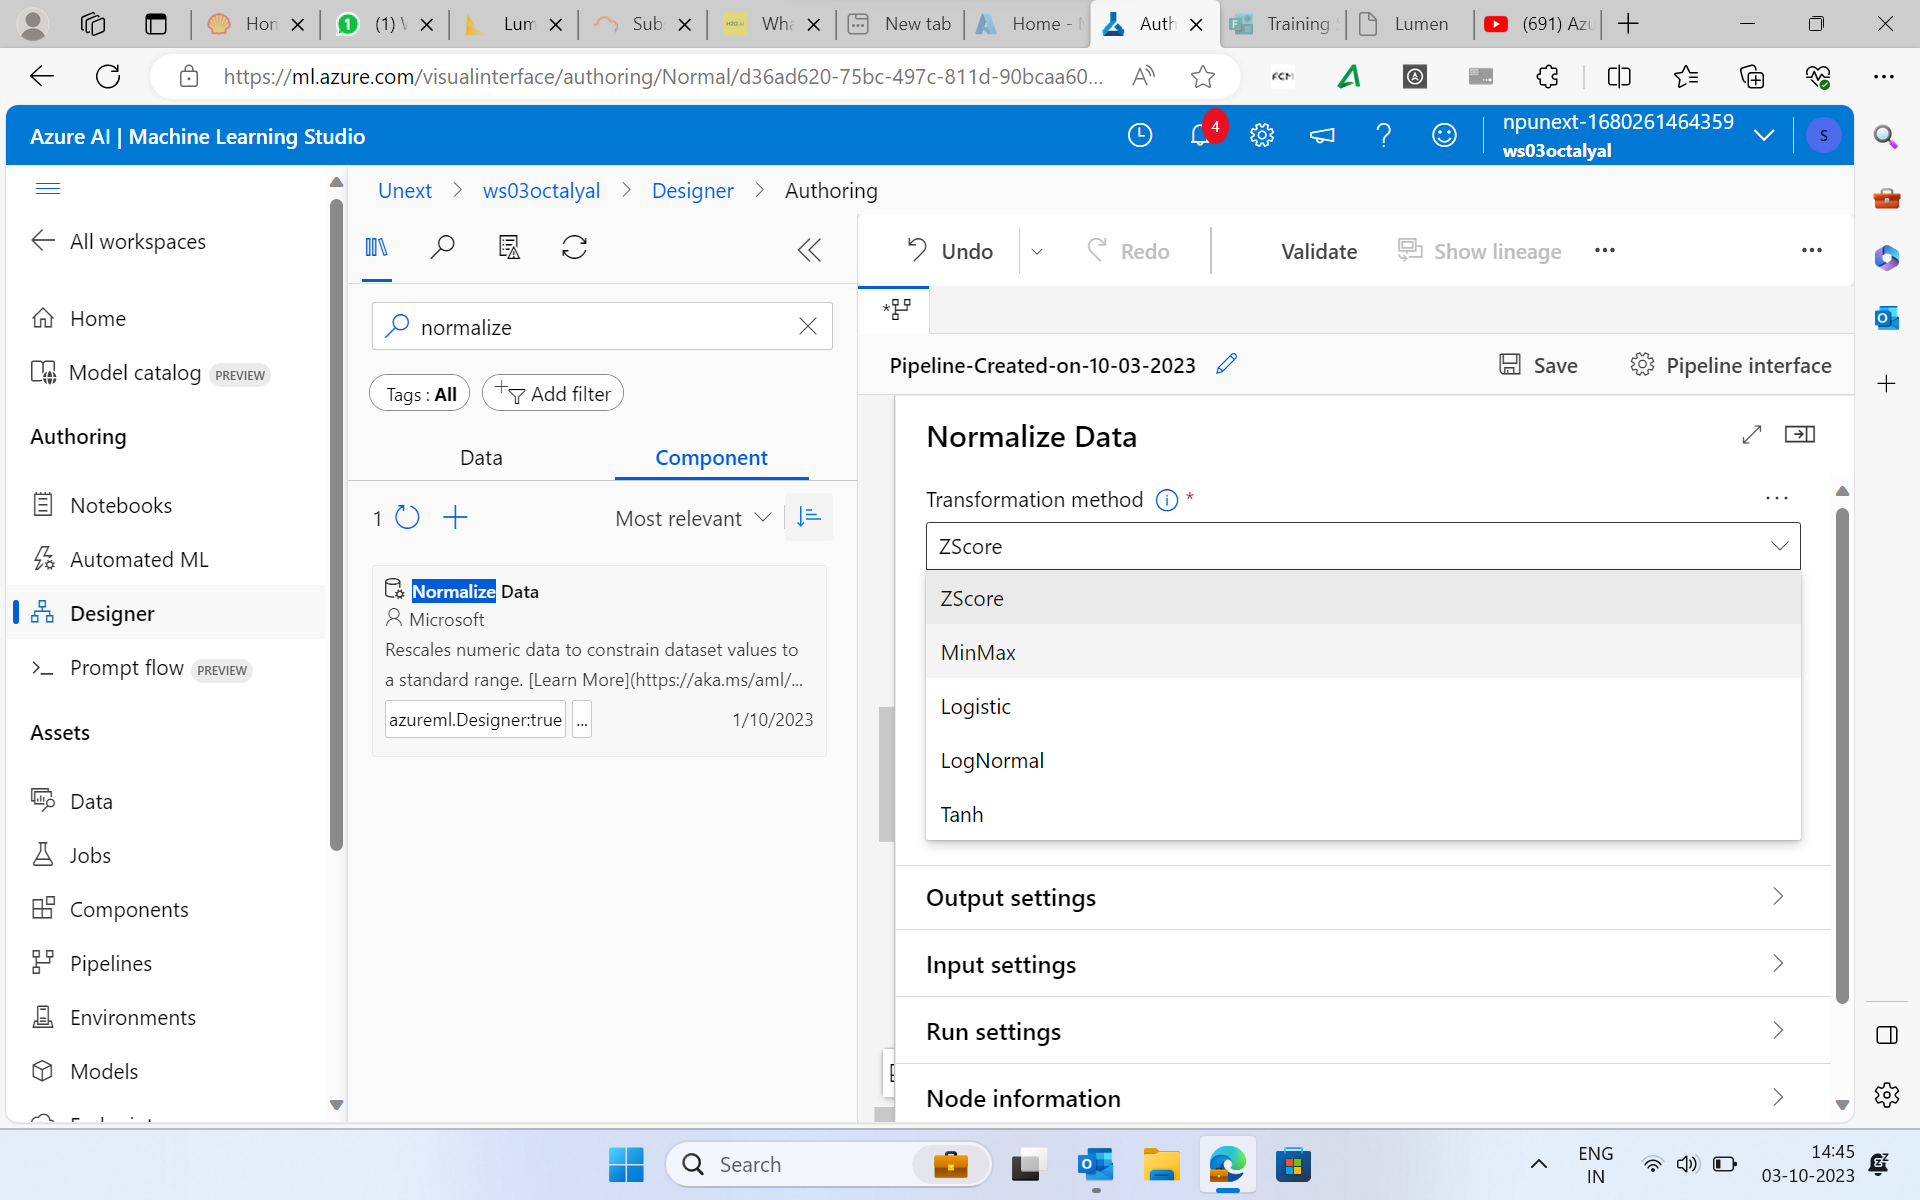 Hon
(1) V
Lum
Subs
Wha
New tab
Home - N
Auth
Training S
Lumen
(691) Azu
https://ml.azure.com/visualinterface/authoring/Normal/d36ad620-75bc-497c-811d-90bcaa60...
FCM
Azure AI | Machine Learning Studio
4
npunext-1680261464359
ws03octalyal
S
Unext > ws03octalyal > Designer > Authoring
All workspaces
Home
Model catalog PREVIEW
Authoring
Notebooks
Automated ML
Designer
Prompt flow PREVIEW
Assets
Data
Jobs
Components
Pipelines
Environments
Models
normalize
Tags : All
Add filter
Data
Component
1
Most relevant
Normalize Data
Microsoft
Rescales numeric data to constrain dataset values to
a standard range. [Learn More](https://aka.ms/aml/...
azureml.Designer:true
...
1/10/2023
Undo
Redo
Validate
Show lineage
Pipeline-Created-on-10-03-2023
Save
Pipeline interface
Normalize Data
Transformation method *
ZScore
ZScore
MinMax
Logistic
LogNormal
Tanh
Output settings
Input settings
Run settings
Node information
Search
ENG
IN
14:45
03-10-2023